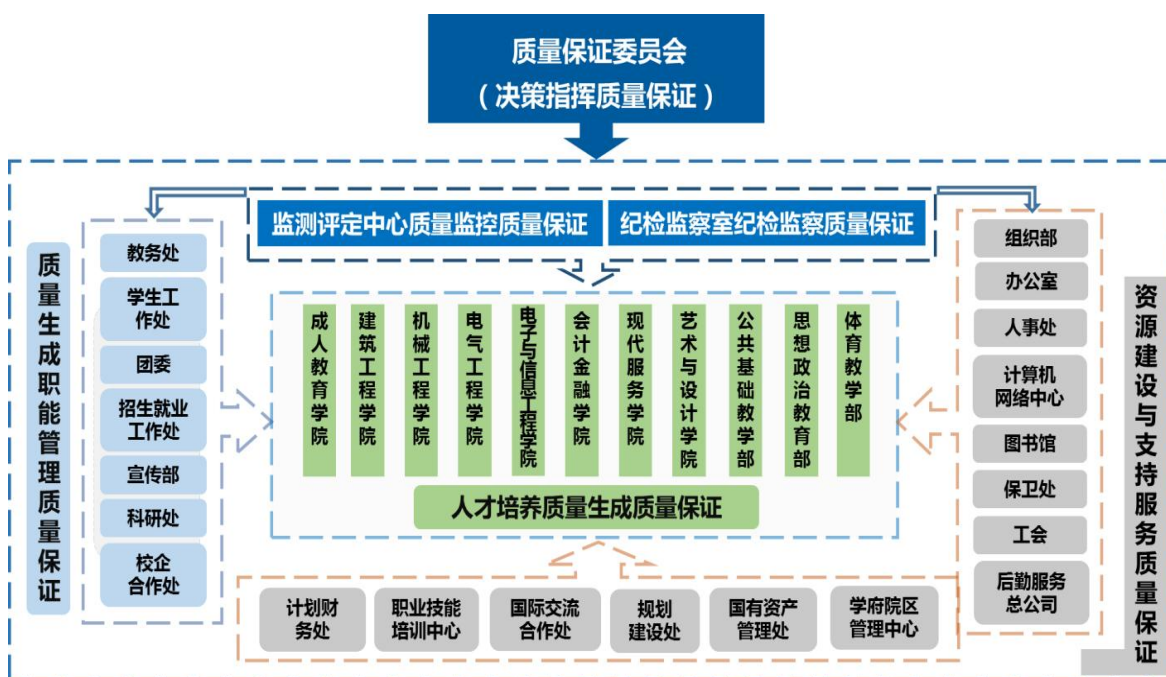 质量保证委员会
（决策指挥质量保证）
监测评定中心质量监控质量保证
纪检监察室纪检监察质量保证
质量生成职能管理质量保证
教务处
学生工
作处
团委
招生就业
工作处
宣传部
科研处
校企
合作处
成人教育学院
建筑工程学院
机械工程学院
电气工程学院
电子与信息工程学院
会计金融学院
现代服务学院
艺术与设计学院
公共基础教学部
思想政治教育部
体育教学部
人才培养质量生成质量保证
组织部
办公室
人事处
计算机
网络中心
图书馆
保卫处
工会
后勤服务
总公司
资源建设与支持服务质量保证
计划财
务处
职业技能
培训中心
国际交流
合作处
规划
建设处
国有资产
管理处
学府院区
管理中心